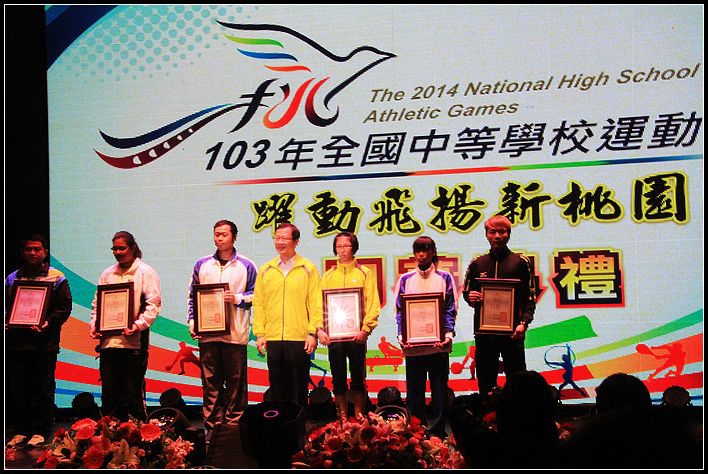 The 2014 National High School
Athletic Games
103年全國中等學校運動
躍動飛揚新桃園
禮